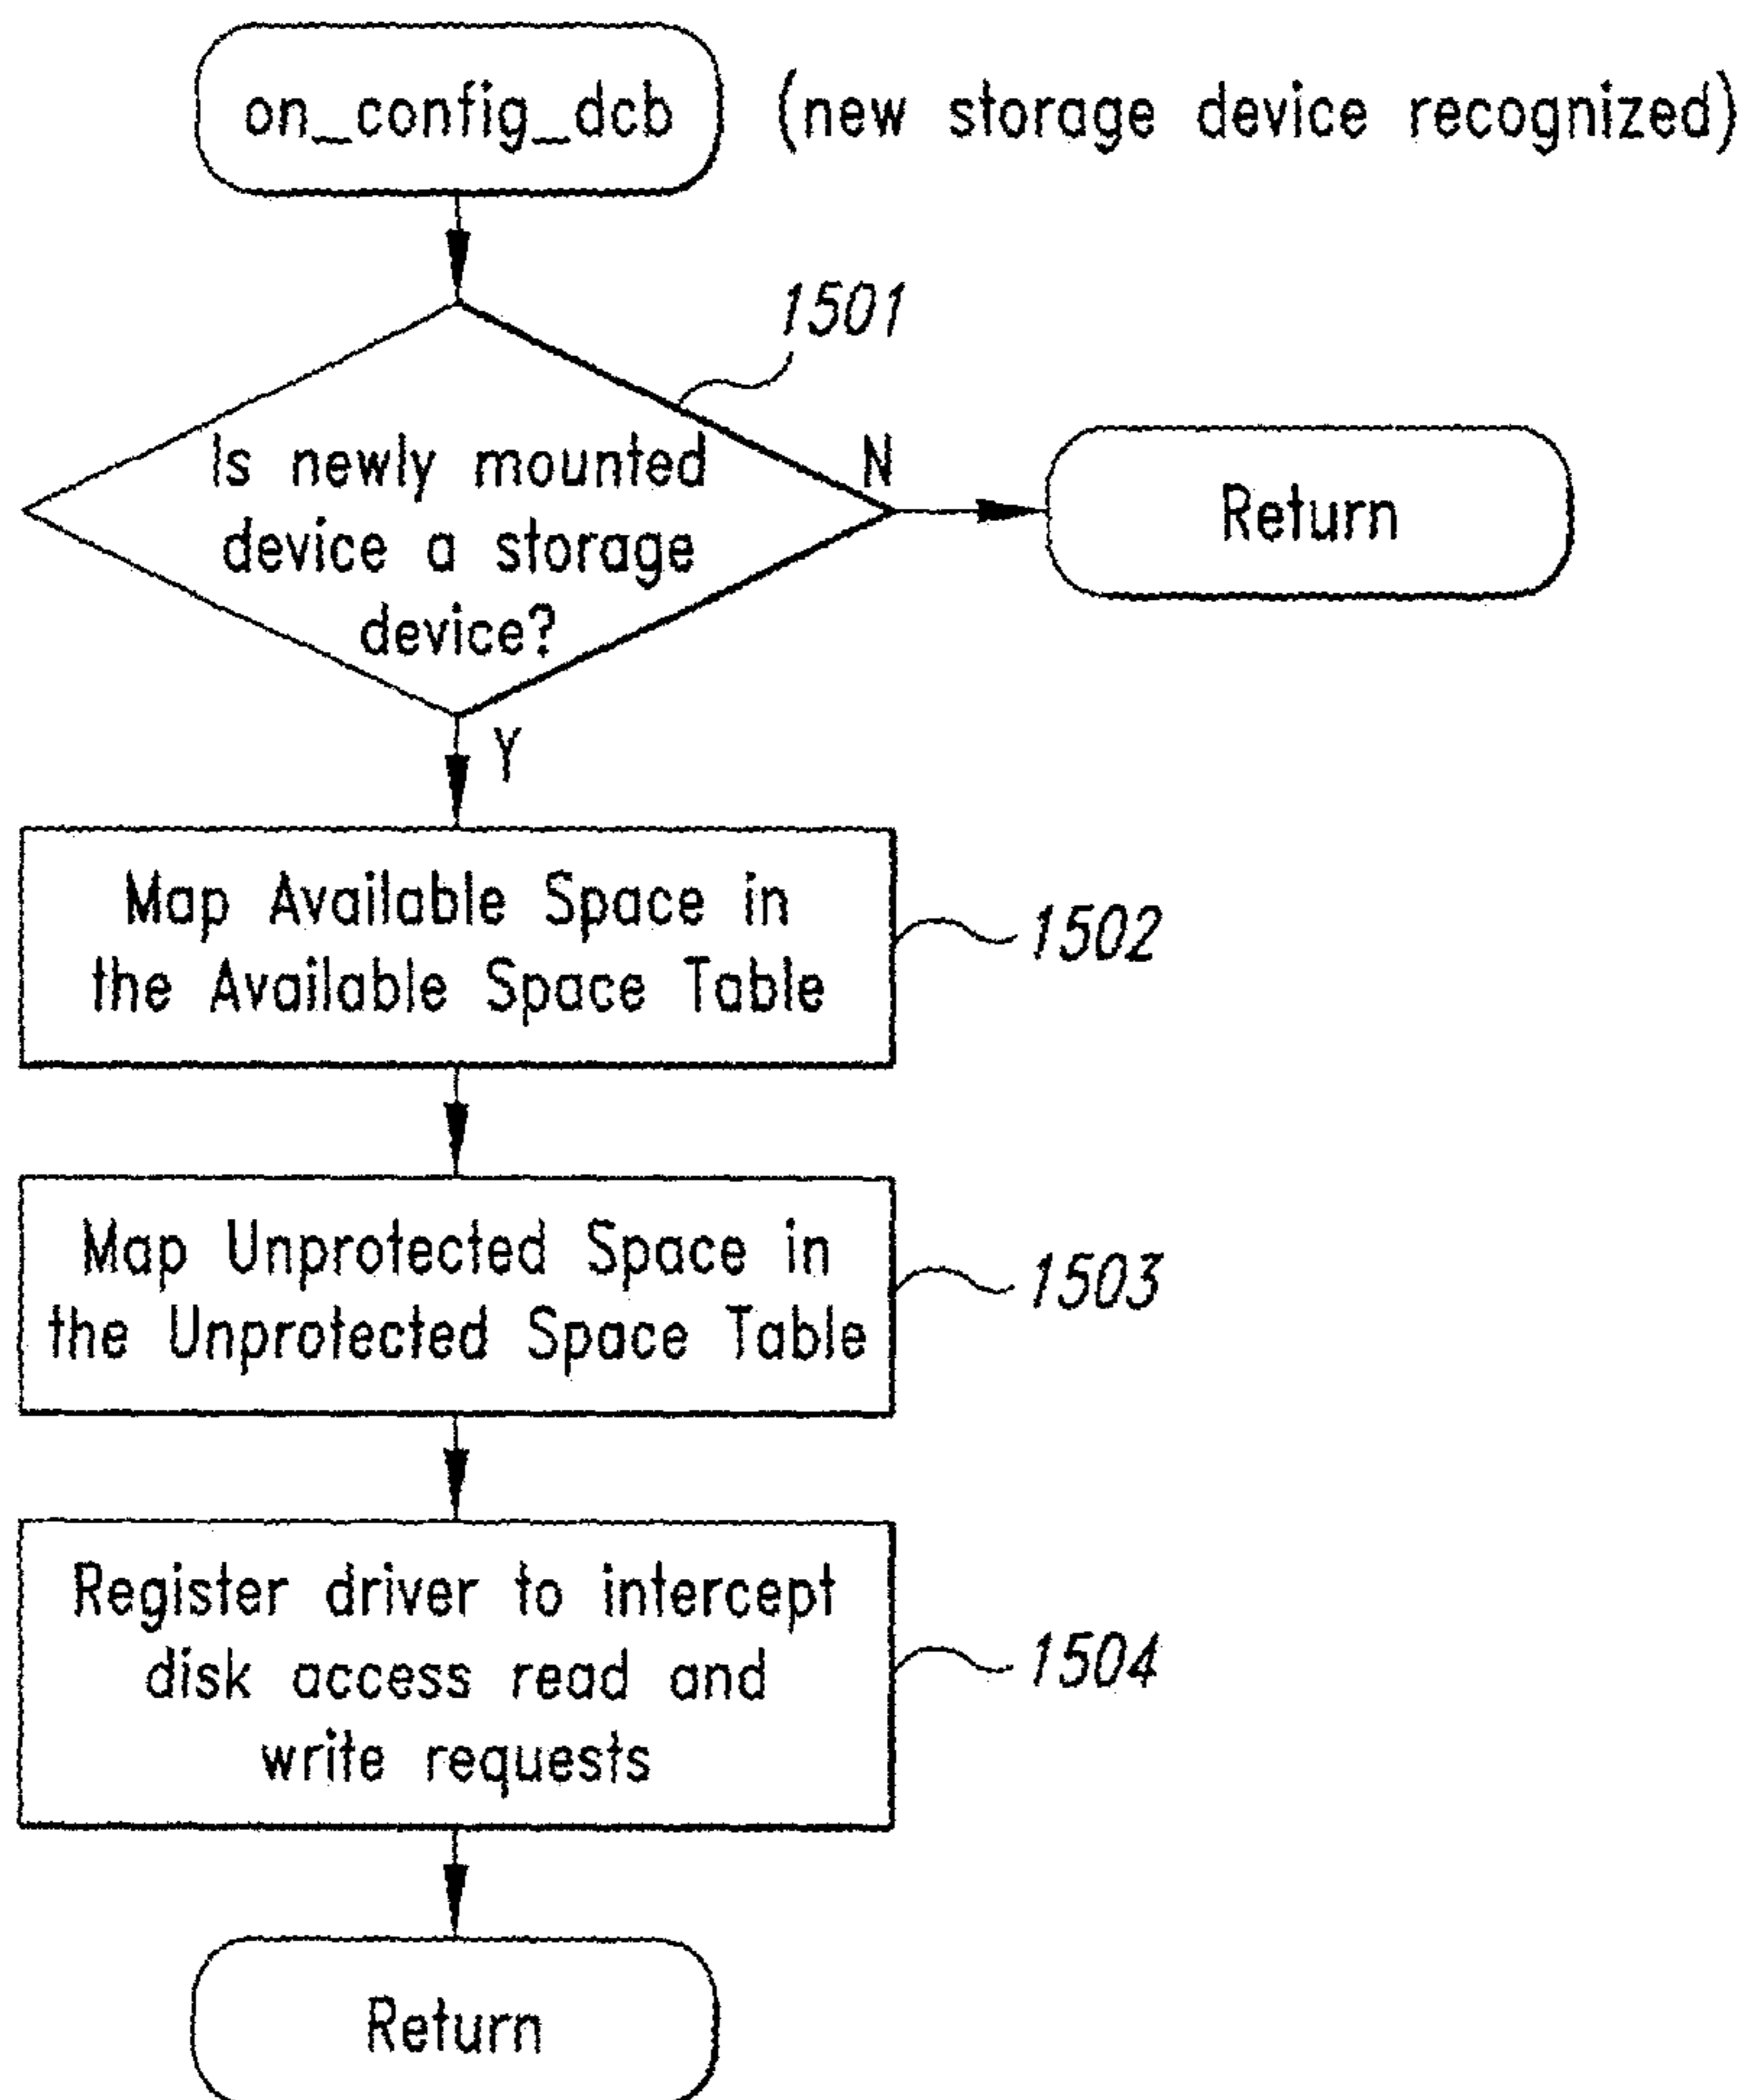 on_config_dcb (new storage device recognized)
1501
Is newly mounted
device a storage
device?
N
Return
Y
Map Available Space in
the Available Space Table
1502
Map Unprotected Space in
the Unprotected Space Table
1503
Register driver to intercept
disk access read and
write requests
1504
Return